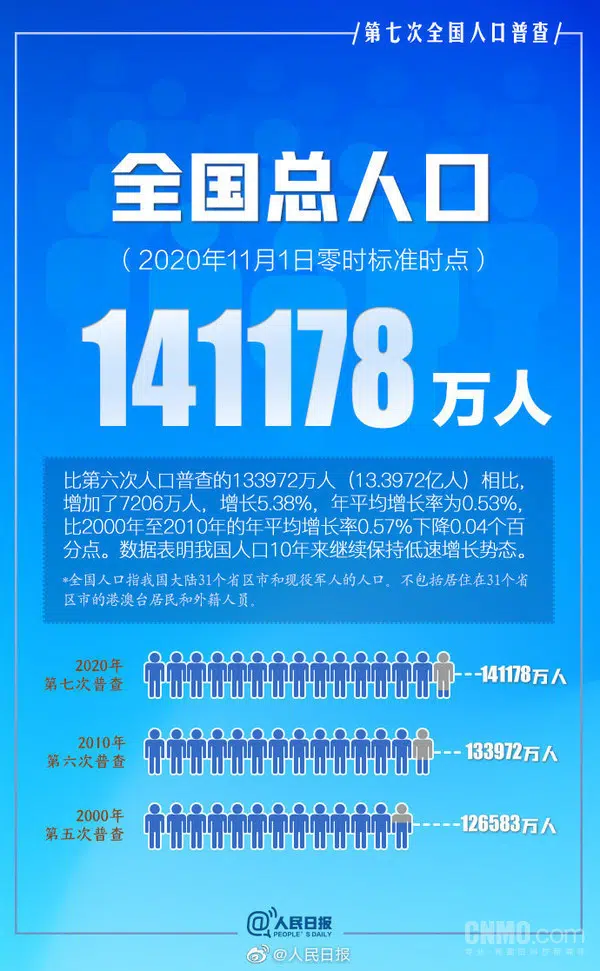 第七次全国人口普查
全国总人口
（2020年11月1日零时标准时点）
141178 万人
比第六次人口普查的133972万人（13.3972亿人）相比，
增加了7206万人，增长5.38%，年平均增长率为0.53%，
比2000年至2010年的年平均增长率0.57%下降0.04个百
分点。数据表明我国人口10年来继续保持低速增长势态。
*全国人口指我国大陆31个省区市和现役军人的人口。不包括居住在31个省
区市的港澳台居民和外籍人员。
2020年
第七次普查
141178万人
2010年
第六次普查
133972万人
2000年
第五次普查
126583万人
@人民日报
PEOPLE'S DAILY
@人民日报
CNMO.com